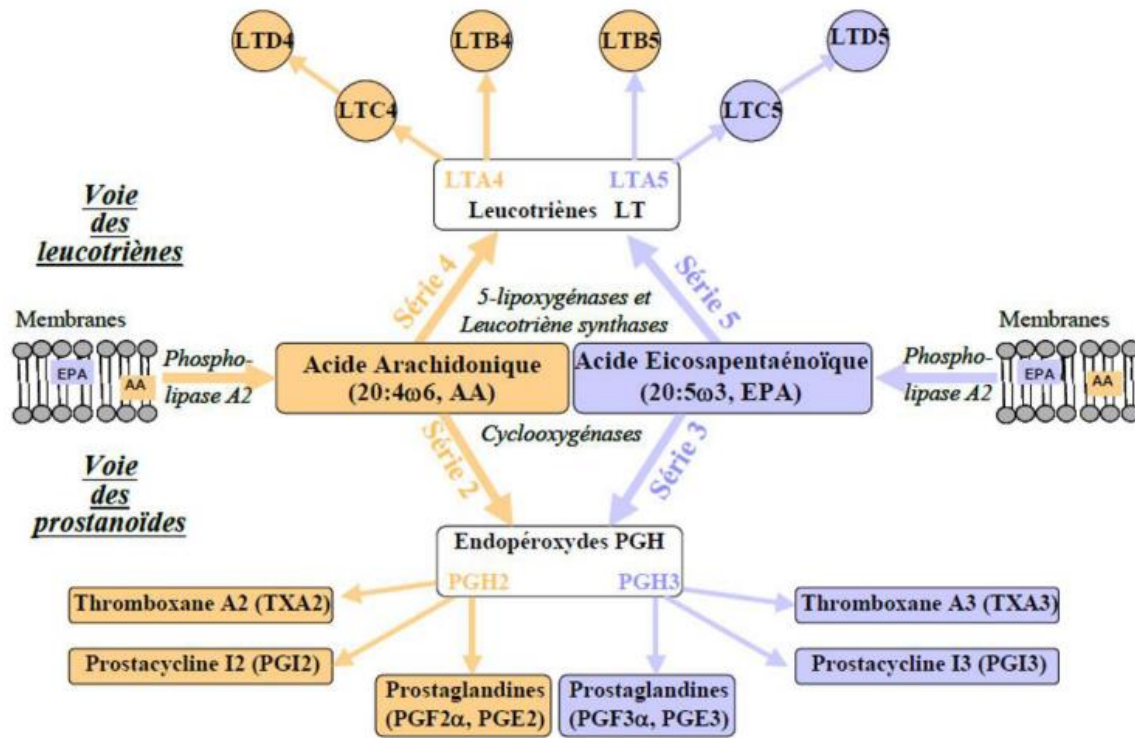 LTD4
LTB4
LTB5
LTD5
LTC4
LTC5
LTA4
LTA5
Leucotriènes LT
Voie
des
leucotriènes
Série 4
Série 5
5-lipoxygénases et
Leucotriène synthases
Membranes
EPA
AA
Phospho-
lipase A2
Acide Arachidonique
(20:4ω6, AA)
Acide Eicosapentaénoïque
(20:5ω3, EPA)
Phospho-
lipase A2
Membranes
EPA
AA
Cyclooxygénases
Série 2
Série 3
Voie
des
prostanoïdes
Endopéroxydes PGH
PGH2
PGH3
Thromboxane A2 (TXA2)
Thromboxane A3 (TXA3)
Prostacycline I2 (PGI2)
Prostacycline I3 (PGI3)
Prostaglandines
(PGF2α, PGE2)
Prostaglandines
(PGF3α, PGE3)